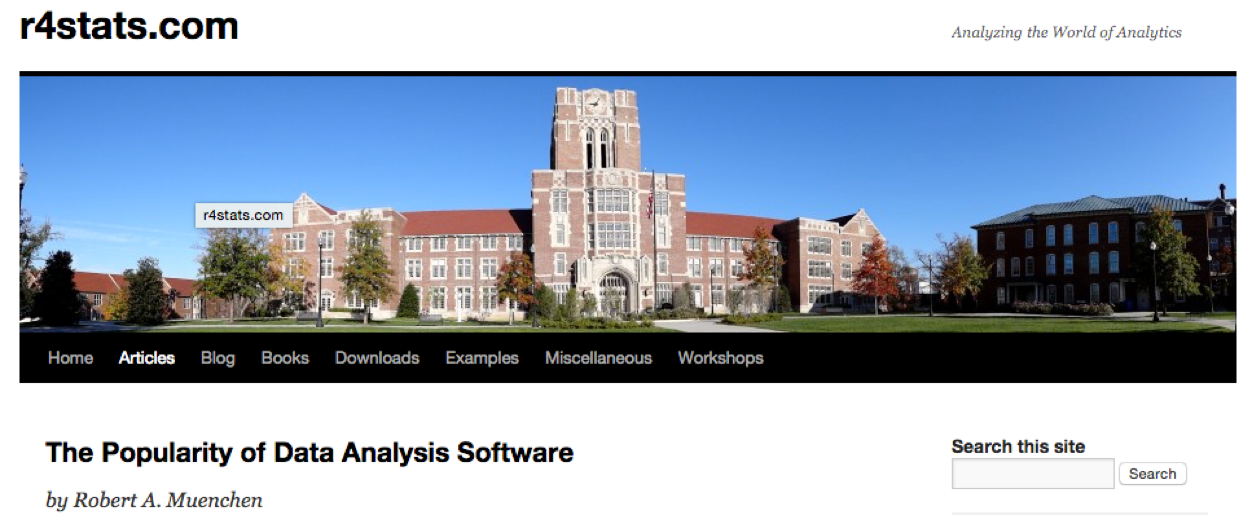 r4stats.com
Analyzing the World of Analytics
r4stats.com
Home Articles Blog Books Downloads Examples Miscellaneous Workshops
The Popularity of Data Analysis Software
by Robert A. Muenchen
Search this site
Search